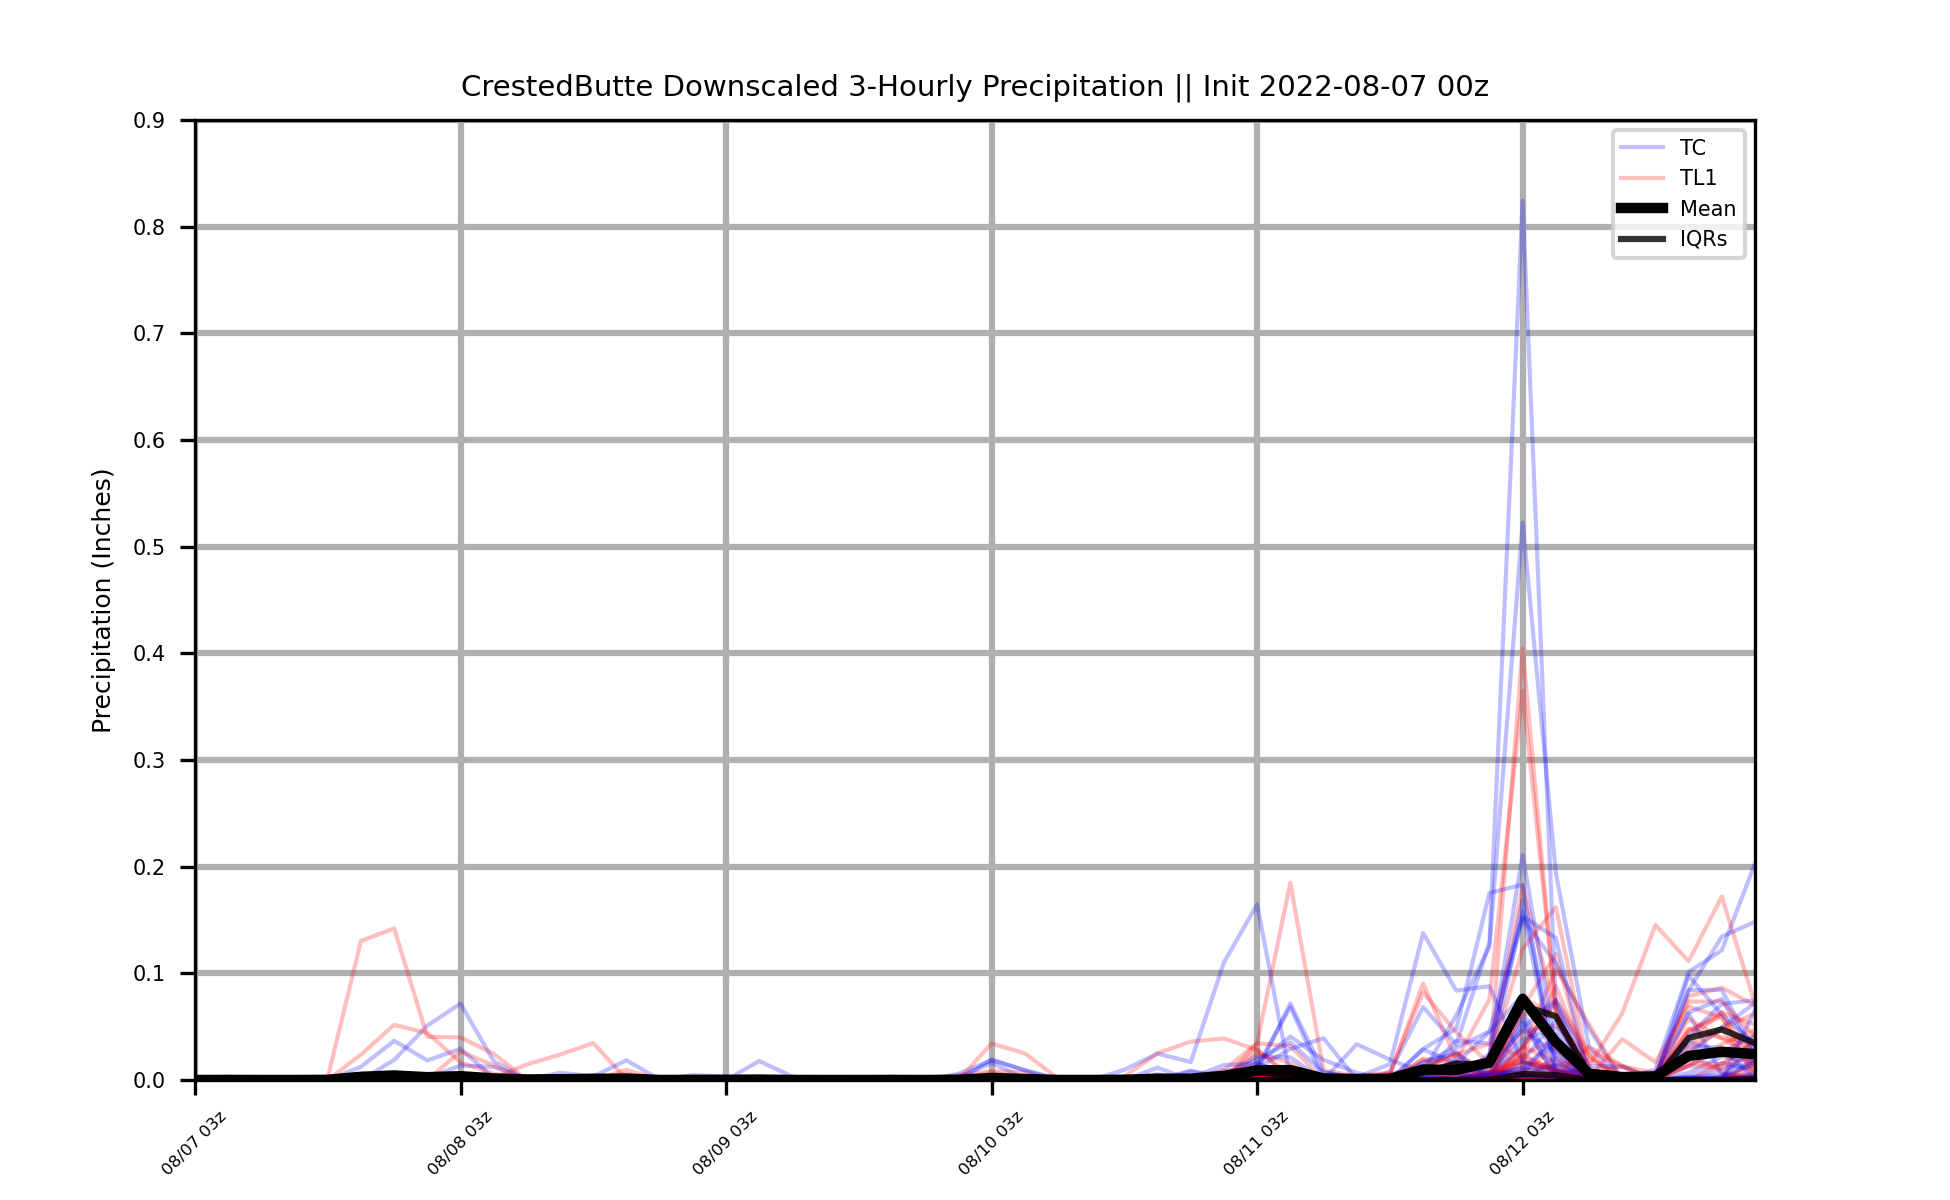 CrestedButte Downscaled 3-Hourly Precipitation || Init 2022-08-07 00z
TC
TL1
Mean
IQRs
Precipitation (Inches)
0.9
0.8
0.7
0.6
0.5
0.4
0.3
0.2
0.1
0.0
08/07 03z
08/08 03z
08/09 03z
08/10 03z
08/11 03z
08/12 03z